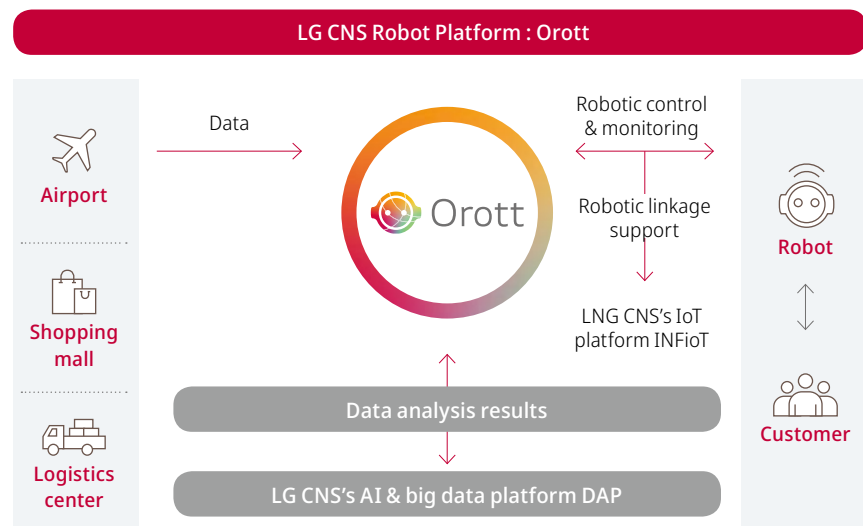 LG CNS Robot Platform : Orott
Airport
Shopping
mall
Logistics
center
Data
Orott
Robotic control
& monitoring
Robotic linkage
support
LNG CNS’s IoT
platform INFioT
Data analysis results
LG CNS’s AI & big data platform DAP
Robot
Customer